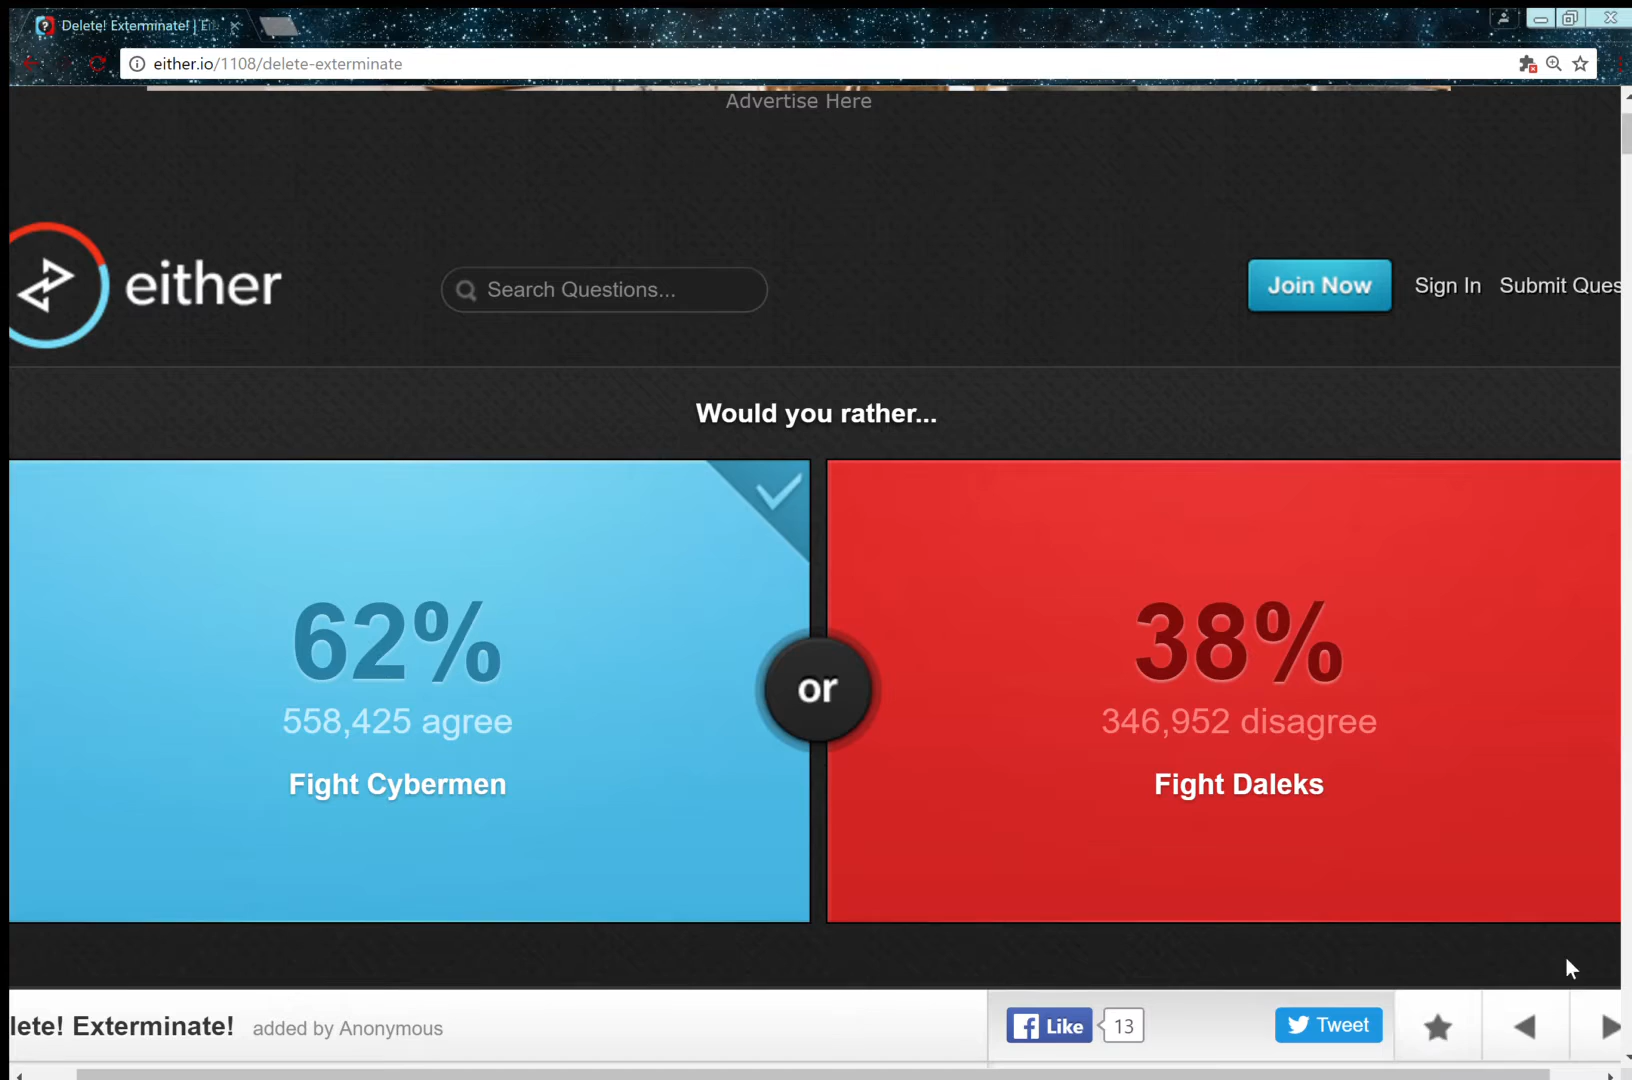 Delete! Exterminate! | Eit
either.io/1108/delete-exterminate
Advertise Here
either
Search Questions...
Join Now
Sign In
Submit Ques
Would you rather...
62%
558,425 agree
Fight Cybermen
or
38%
346,952 disagree
Fight Daleks
lete! Exterminate!
added by Anonymous
Like
13
Tweet